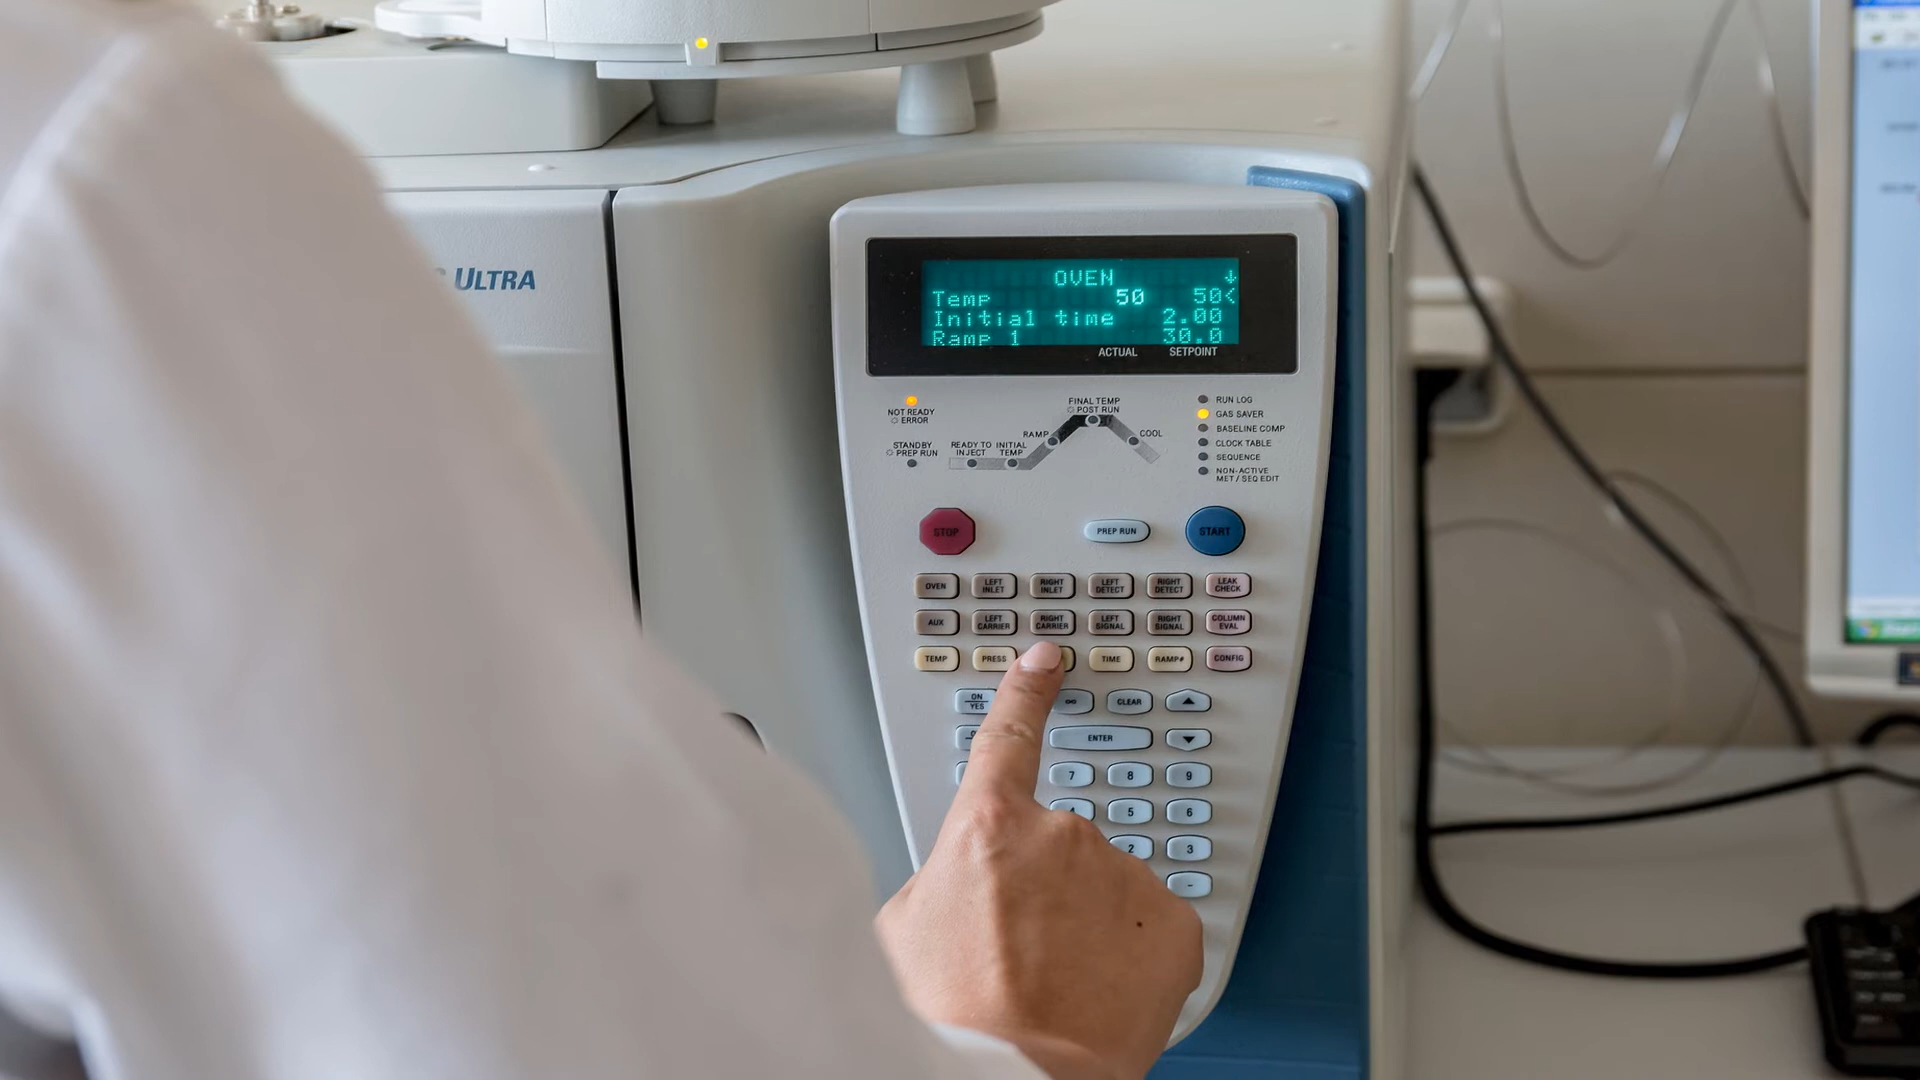 ULTRA
OVEN ↓
Temp 50 50<
Initial time 2.00
Ramp 1 30.0
ACTUAL SETPOINT
NOT READY
ERROR
STANDBY
PREP RUN
READY TO
INJECT
INITIAL
TEMP
RAMP
FINAL TEMP
POST RUN
COOL
RUN LOG
GAS SAVER
BASELINE COMP
CLOCK TABLE
SEQUENCE
NON-ACTIVE
MET / SEQ EDIT
STOP
PREP RUN
START
OVEN
LEFT
INLET
RIGHT
INLET
LEFT
DETECT
RIGHT
DETECT
LEAK
CHECK
AUX
LEFT
CARRIER
RIGHT
CARRIER
LEFT
SIGNAL
RIGHT
SIGNAL
COLUMN
EVAL
TEMP
PRESS
TIME
RAMP#
CONFIG
ON
YES
∞
CLEAR
▲
ENTER
▼
7 8 9
4 5 6
2 3
-